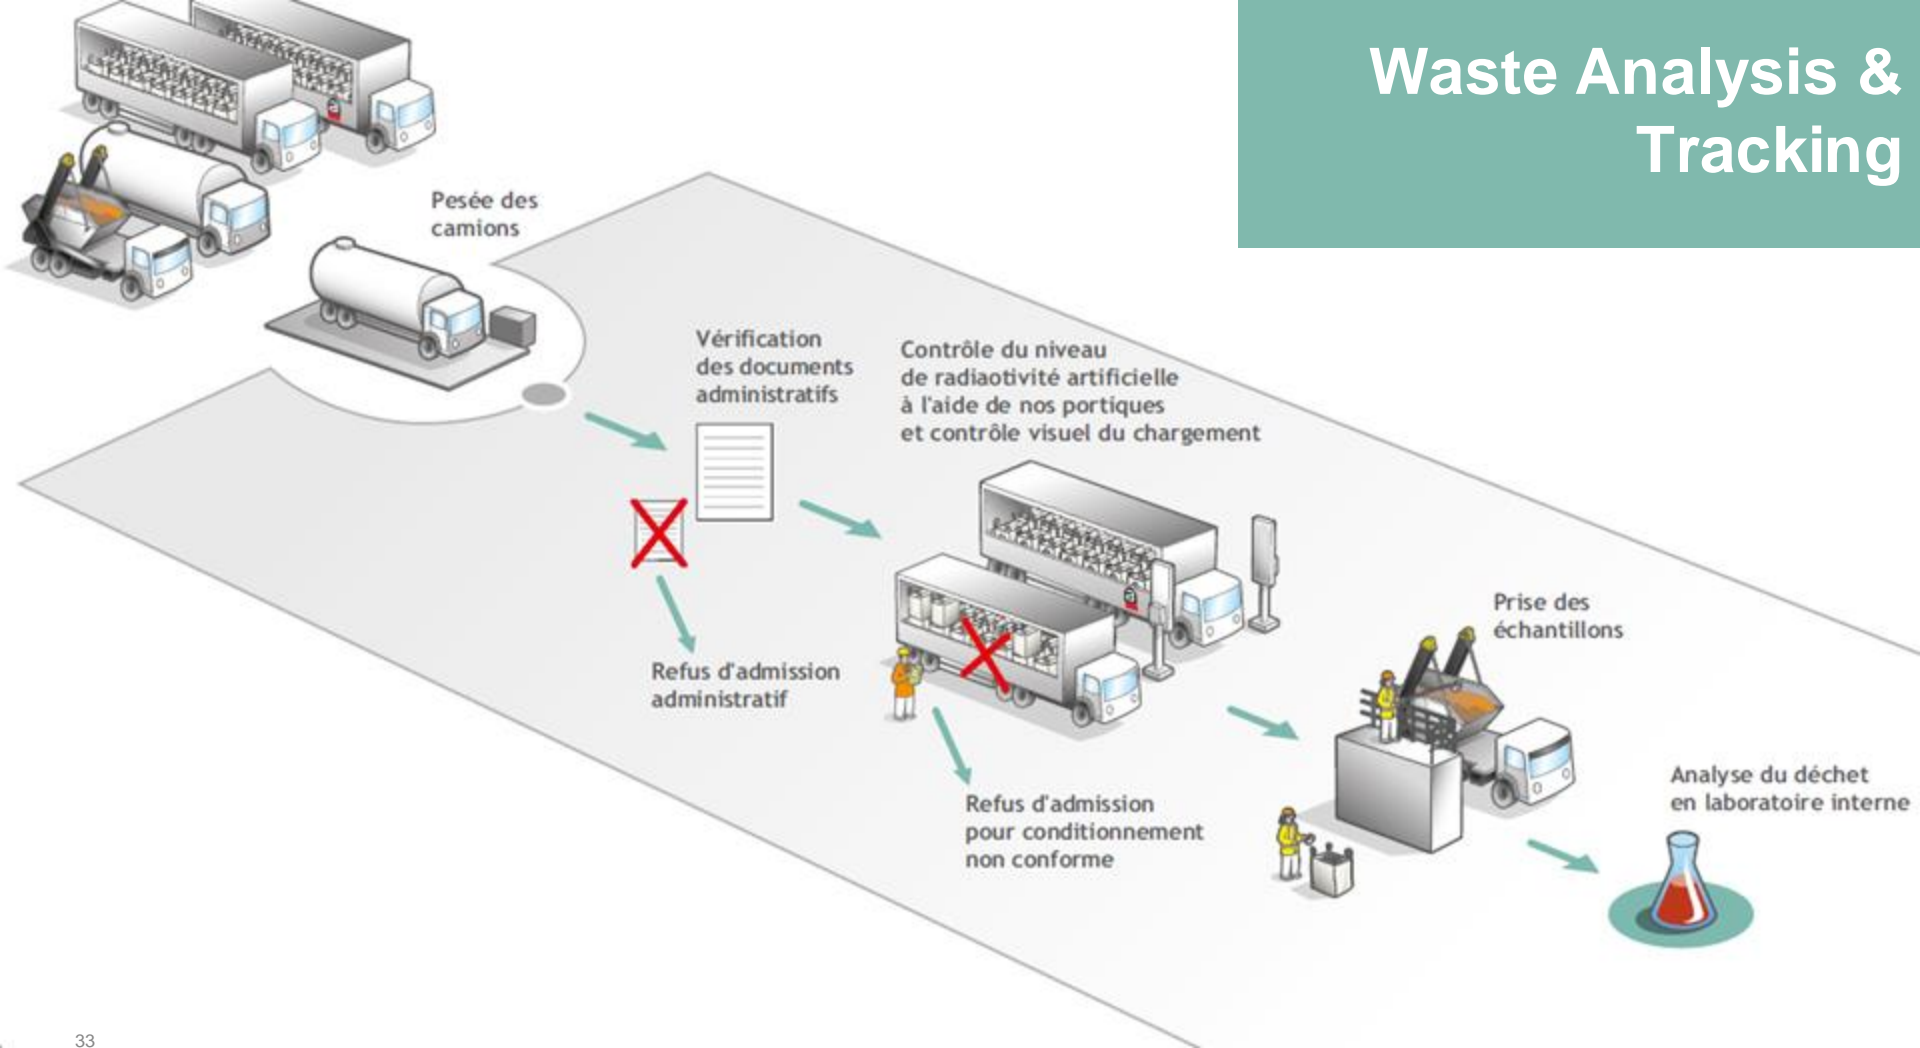 Waste Analysis &
Tracking
Pesée des
camions
Vérification
des documents
administratifs
Contrôle du niveau
de radiaotivité artificielle
à l'aide de nos portiques
et contrôle visuel du chargement
Refus d'admission
administratif
Refus d'admission
pour conditionnement
non conforme
Prise des
échantillons
Analyse du déchet
en laboratoire interne
33